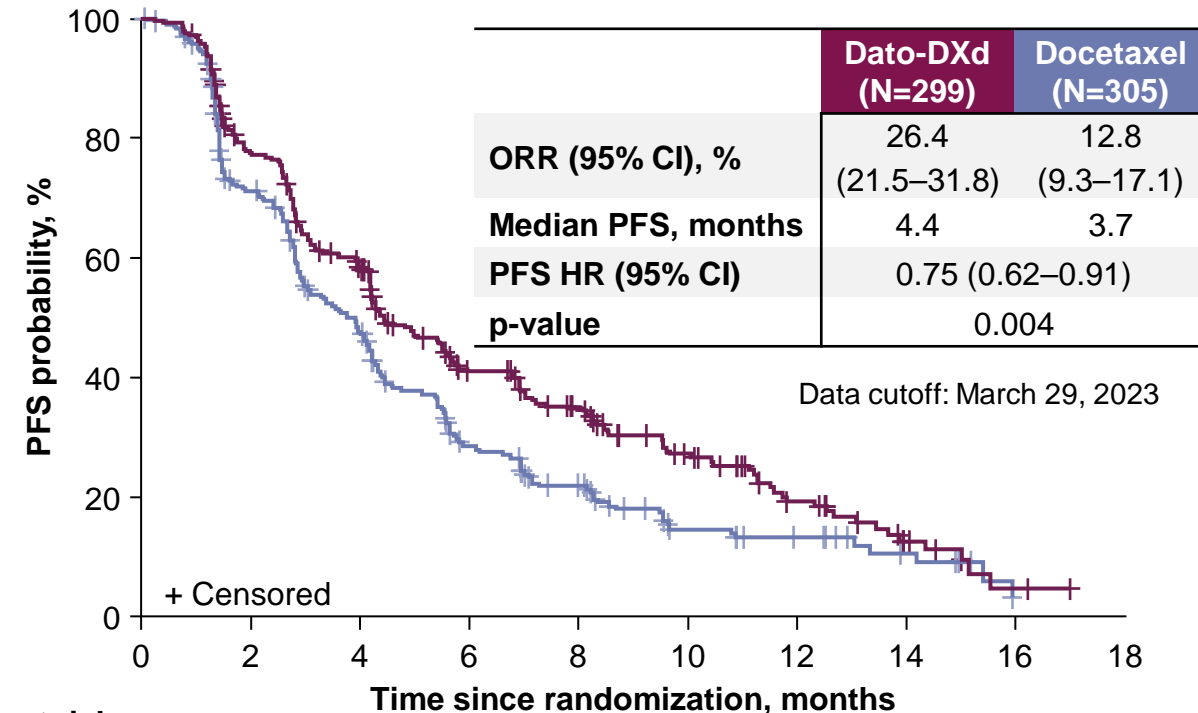 100
80
60
40
20
0
PFS probability, %
Dato-DXd Docetaxel
(N=299) (N=305)
ORR (95% CI), % 26.4 12.8
(21.5–31.8) (9.3–17.1)
Median PFS, months 4.4 3.7
PFS HR (95% CI) 0.75 (0.62–0.91)
p-value 0.004
Data cutoff: March 29, 2023
+ Censored
0 2 4 6 8 10 12 14 16 18
Time since randomization, months